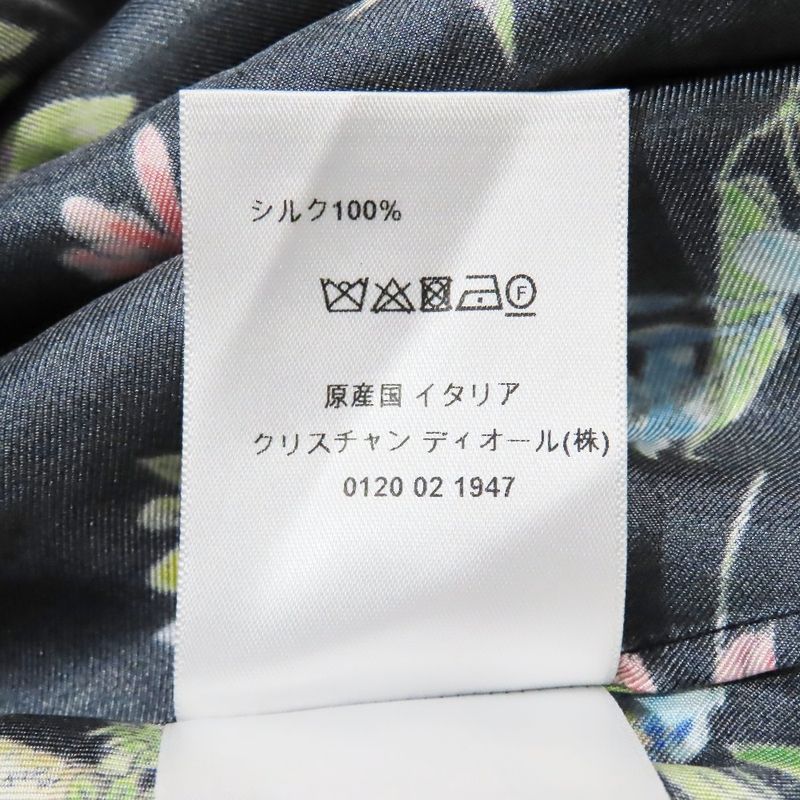 シルク100%
F
原産国 イタリア
クリスチャン ディオール(株)
0120 02 1947